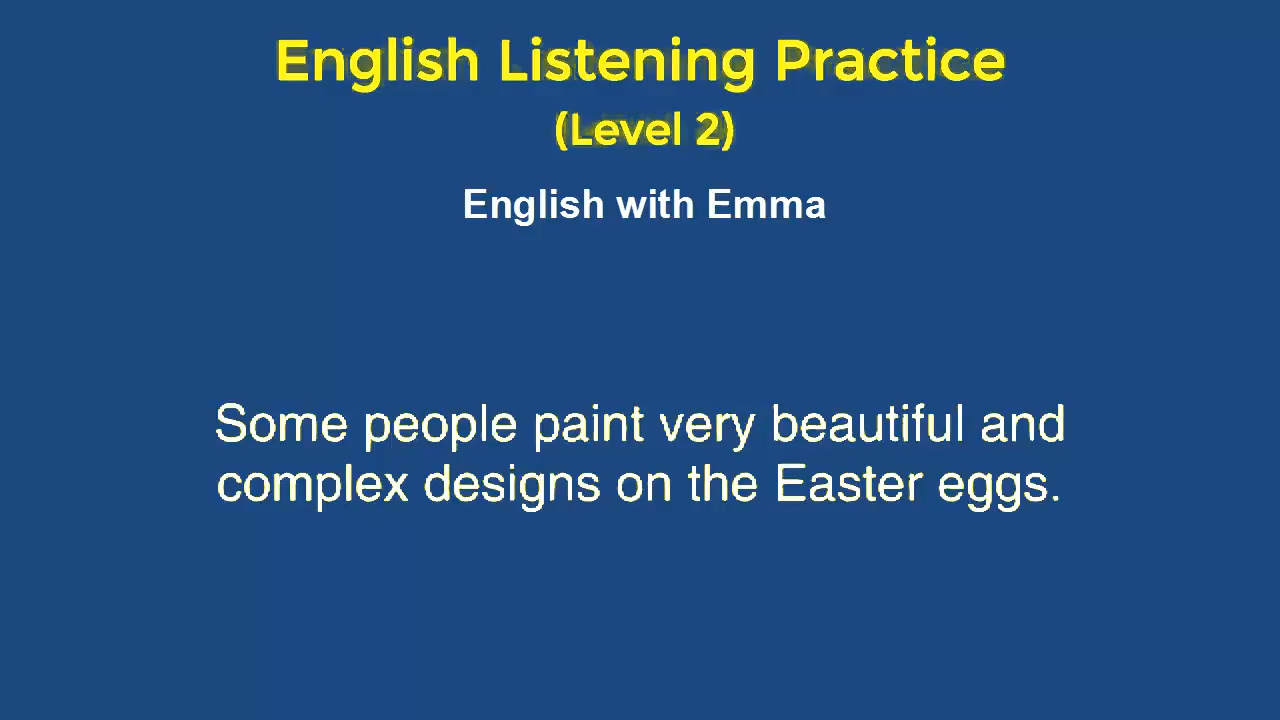 English Listening Practice
(Level 2)
English with Emma
Some people paint very beautiful and
complex designs on the Easter eggs.